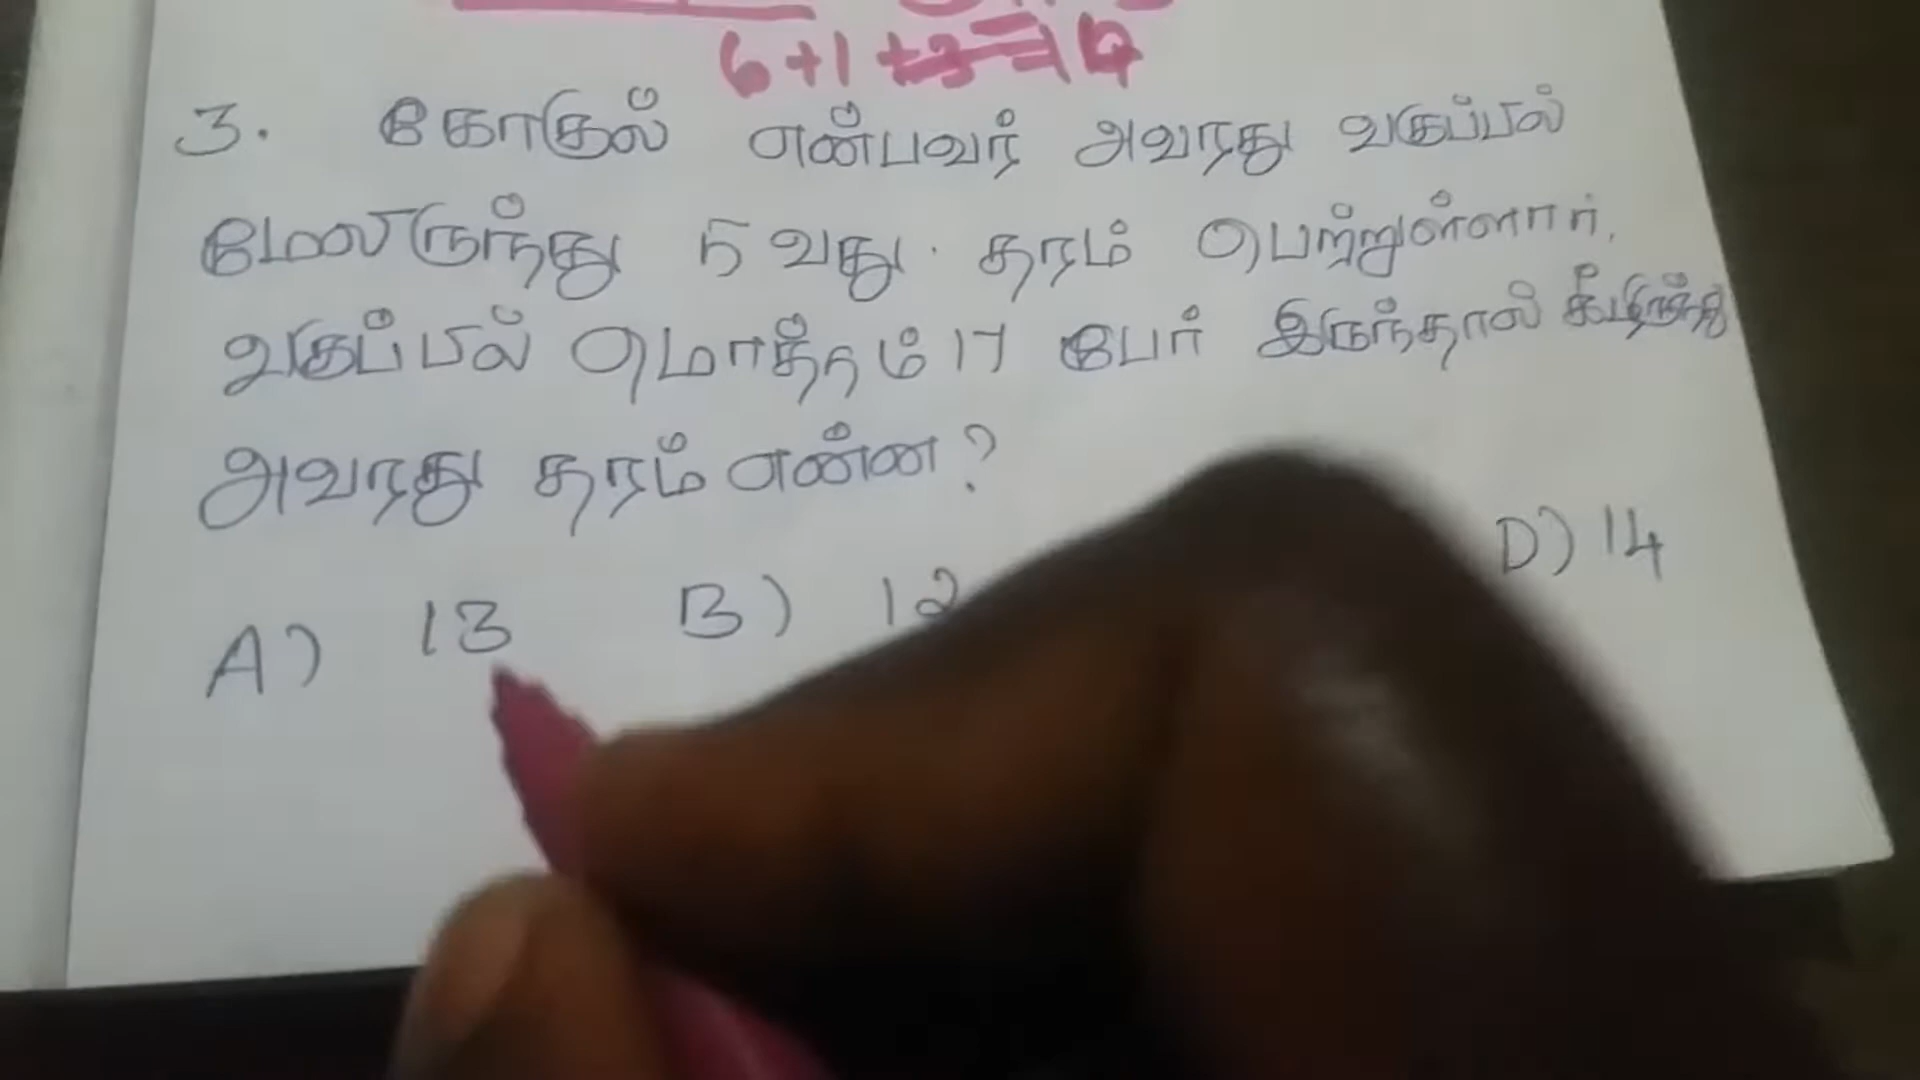 6+1+3=14
3. கோகுல் என்பவர் அவரது வகுப்பில்
மேலிருந்து 5 வது தரம் பெற்றுள்ளார்.
வகுப்பில் மொத்தம் 17 பேர் இருந்தால் கீழிருந்து
அவரது தரம் என்ன?
A) 13 B) 12 D) 14